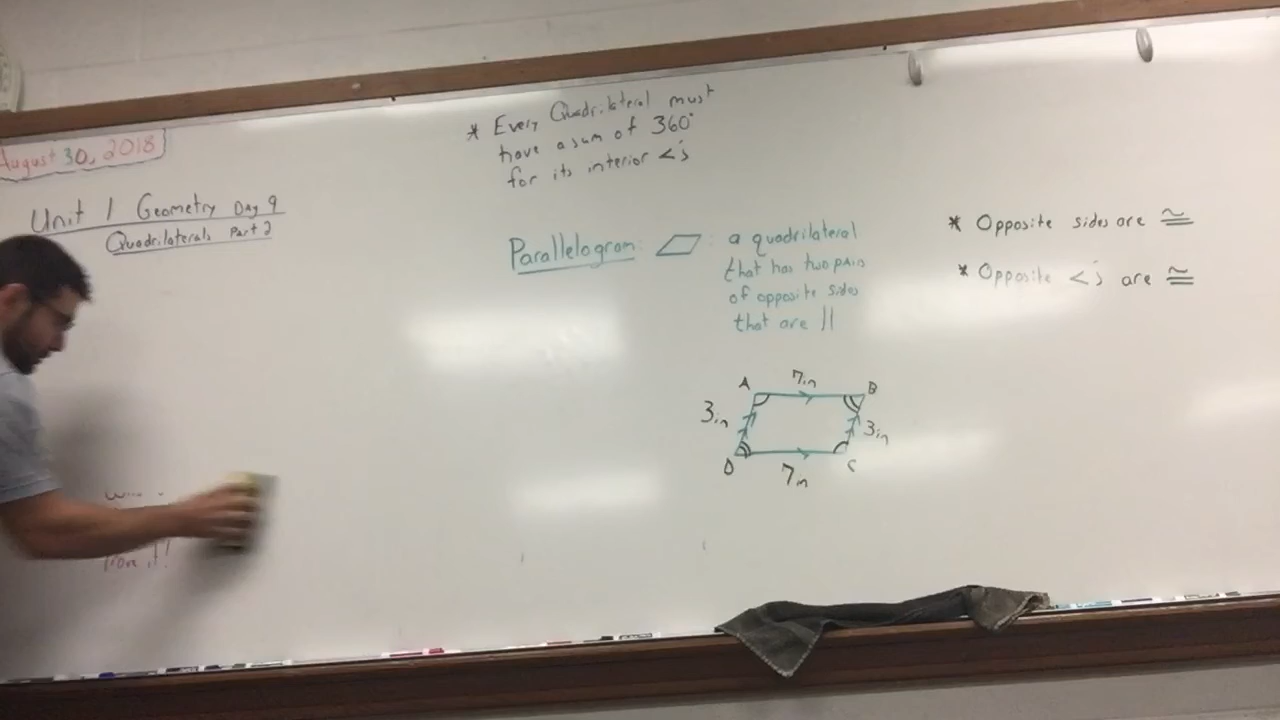 August 30, 2018
Unit 1 Geometry Day 9
Quadrilaterals Part 2
* Every Quadrilateral must
have a sum of 360°
for its interior <'s
Parallelogram: ▱ : a quadrilateral
that has two pairs
of opposite sides
that are ||
* Opposite sides are ≅
* Opposite <'s are ≅
A 7in B
3in 3in
D C
7in
it!